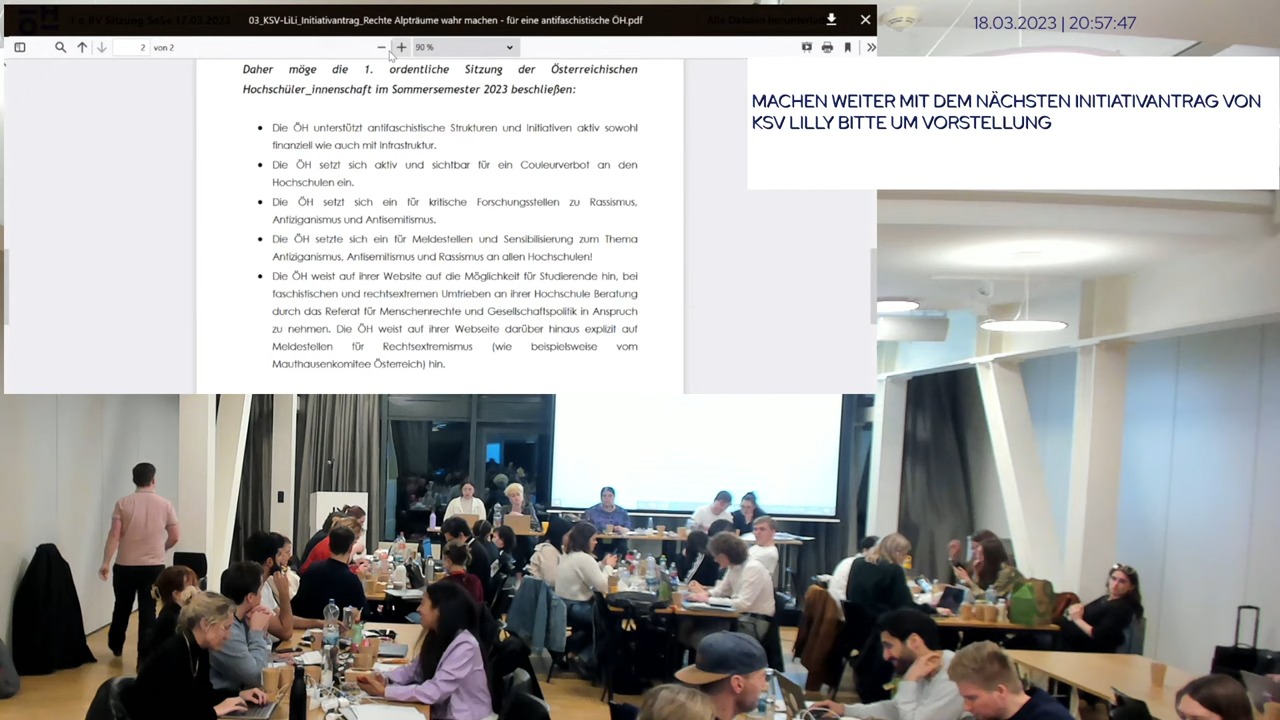 03_KSV-LiLi_Initiativantrag_Rechte Alpträume wahr machen - für eine antifaschistische ÖH.pdf
18.03.2023 | 20:57:47
2 von 2
90 %
Daher möge die 1. ordentliche Sitzung der Österreichischen
Hochschüler_innenschaft im Sommersemester 2023 beschließen:
• Die ÖH unterstützt antifaschistische Strukturen und Initiativen aktiv sowohl
finanziell wie auch mit Infrastruktur.
• Die ÖH setzt sich aktiv und sichtbar für ein Couleurverbot an den
Hochschulen ein.
• Die ÖH setzt sich ein für kritische Forschungsstellen zu Rassismus,
Antiziganismus und Antisemitismus.
• Die ÖH setzte sich ein für Meldestellen und Sensibilisierung zum Thema
Antiziganismus, Antisemitismus und Rassismus an allen Hochschulen!
• Die ÖH weist auf ihrer Website auf die Möglichkeit für Studierende hin, bei
faschistischen und rechtsextremen Umtrieben an ihrer Hochschule Beratung
durch das Referat für Menschenrechte und Gesellschaftspolitik in Anspruch
zu nehmen. Die ÖH weist auf ihrer Webseite darüber hinaus explizit auf
Meldestellen für Rechtsextremismus (wie beispielsweise vom
Mauthausenkomitee Österreich) hin.
MACHEN WEITER MIT DEM NÄCHSTEN INITIATIVANTRAG VON
KSV LILLY BITTE UM VORSTELLUNG